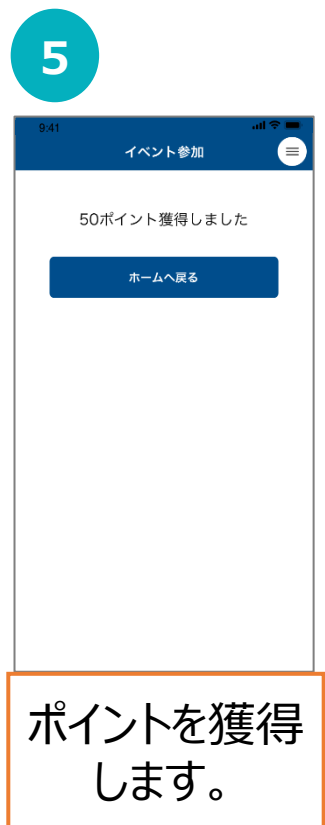 5
9:41
イベント参加
50ポイント獲得しました
ホームへ戻る
ポイントを獲得
します。